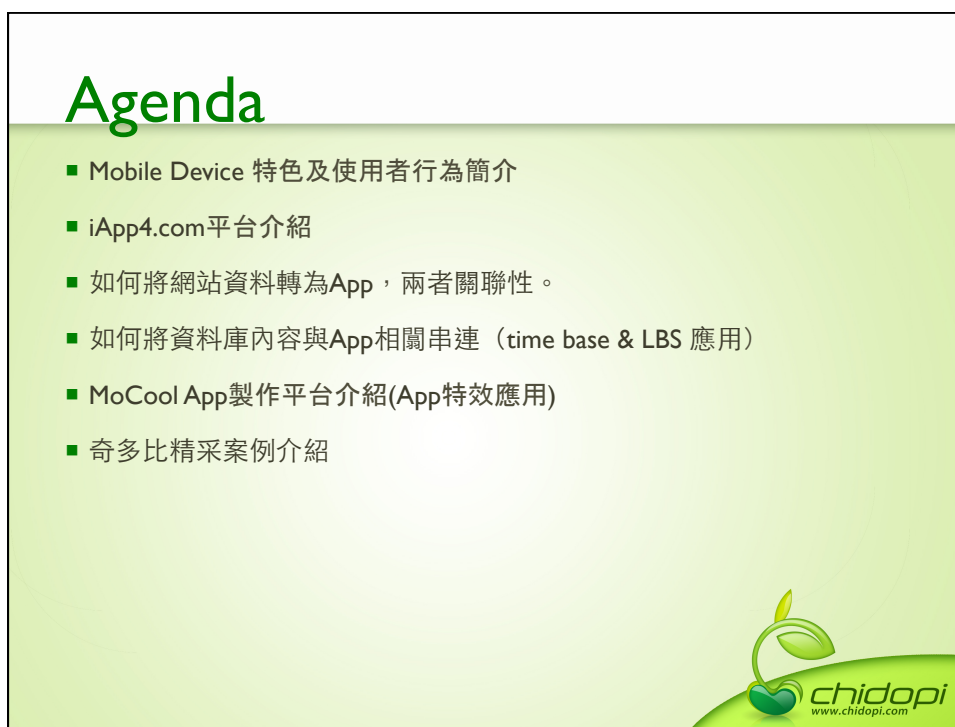 Agenda
Mobile Device 特色及使用者行為簡介
iApp4.com平台介紹
如何將網站資料轉為App，兩者關聯性。
如何將資料庫內容與App相關串連（time base & LBS 應用）
MoCool App製作平台介紹(App特效應用)
奇多比精采案例介紹
chidopi
www.chidopi.com